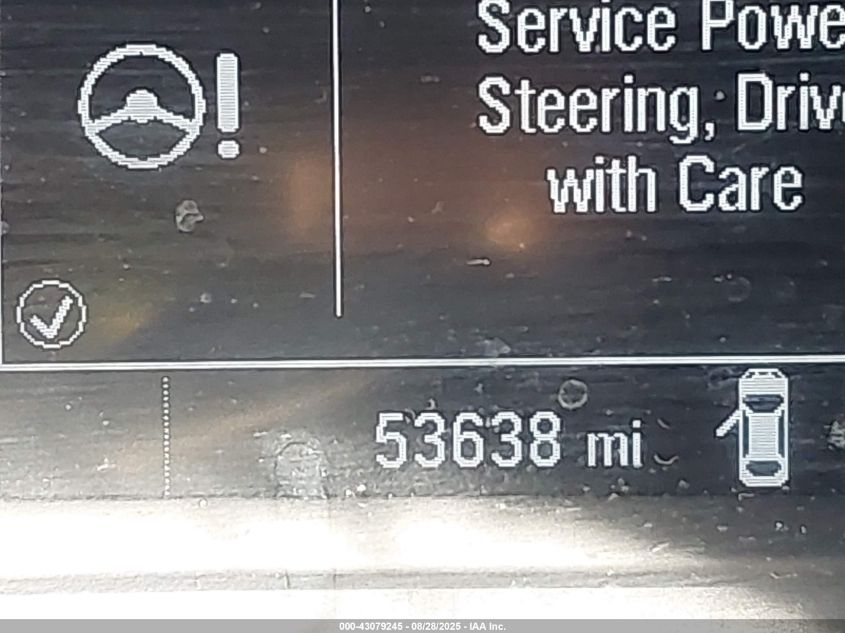 Service Powe
Steering, Driv
with Care
53638 mi
000-43079245 - 08/28/2025 - IAA Inc.